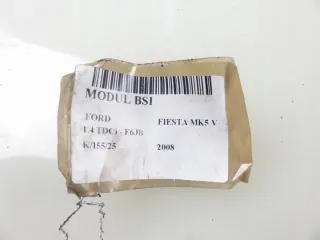 MODUL BSI
FORD FIESTA MK5 V
1.4 TDCI - F6JB
K/155/25 2008